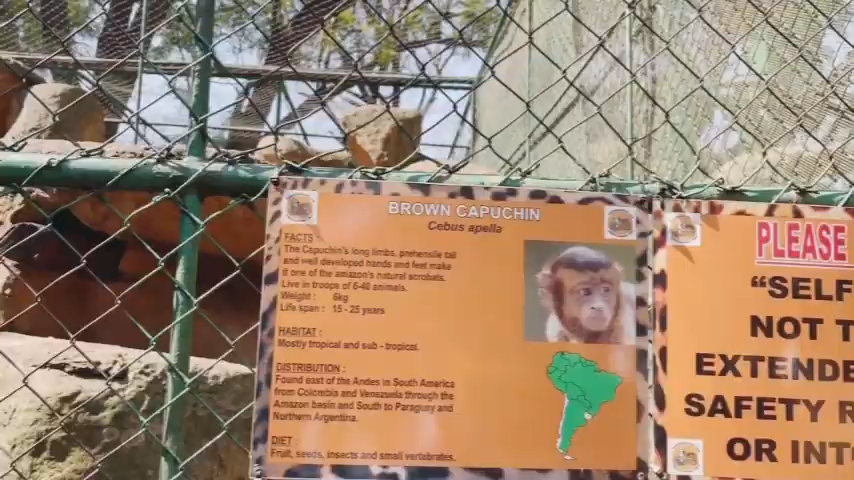 BROWN CAPUCHIN
Cebus apella
FACTS :
The Capuchin's long limbs, prehensile tail
and well developed hands and feet make
it one of the amazon's natural acrobats.
Live in troops of 6-40 animals.
Weight : 6kg
Life span : 15 - 25 years
HABITAT :
Mostly tropical and sub - tropical.
DISTRIBUTION :
Found east of the Andes in South America
from Colombia and Venezuela through the
Amazon basin and South to Paraguay and
Northern Argentina.
DIET :
Fruit, seeds, insects and small vertebrates.
PLEASE
"SELF
NOT T
EXTENDE
SAFETY R
OR INTO